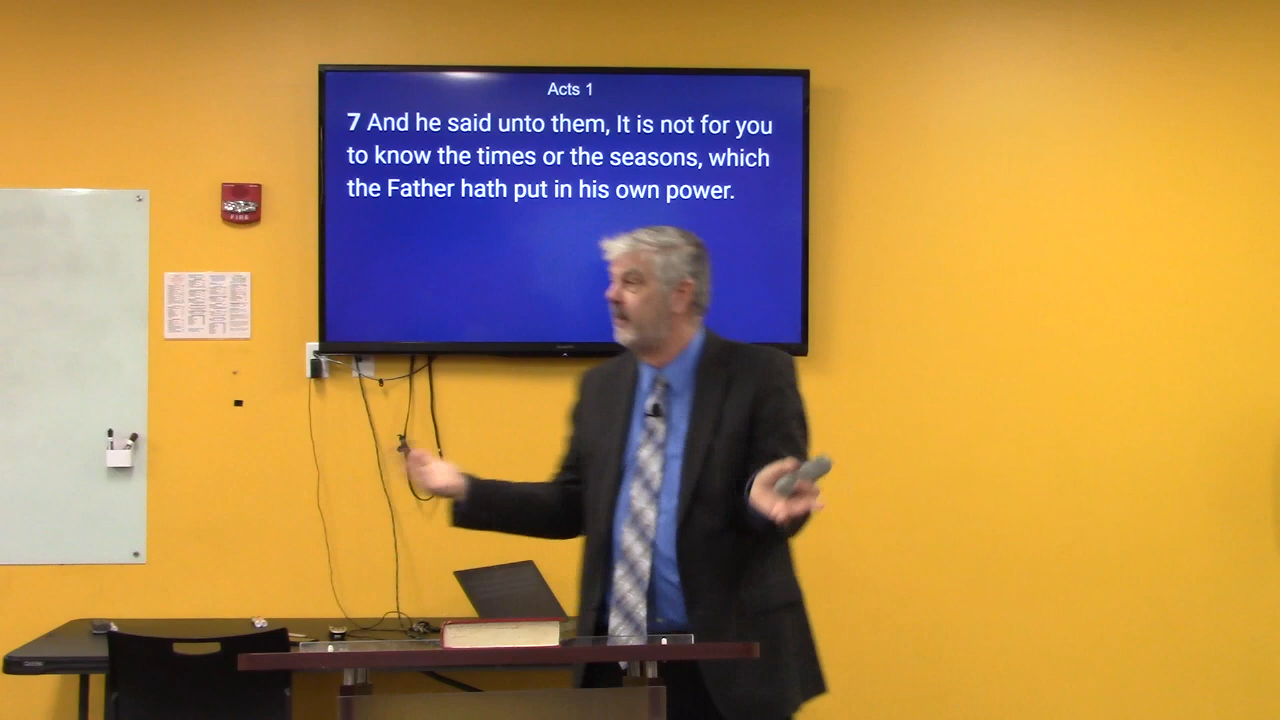 Acts 1
7 And he said unto them, It is not for you
to know the times or the seasons, which
the Father hath put in his own power.
FIRE